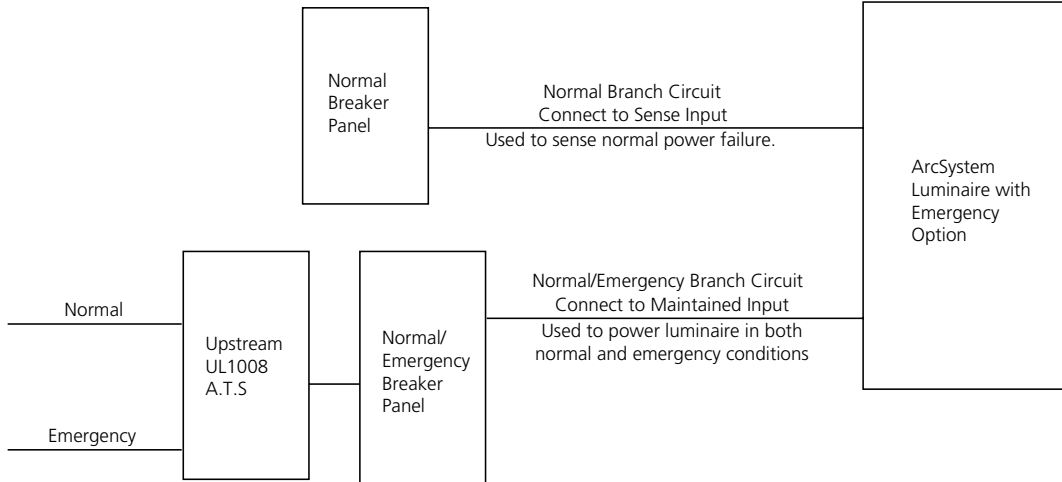 Normal
Breaker
Panel
Normal Branch Circuit
Connect to Sense Input
Used to sense normal power failure.
ArcSystem
Luminaire with
Emergency
Option
Normal
Emergency
Upstream
UL1008
A.T.S
Normal/
Emergency
Breaker
Panel
Normal/Emergency Branch Circuit
Connect to Maintained Input
Used to power luminaire in both
normal and emergency conditions